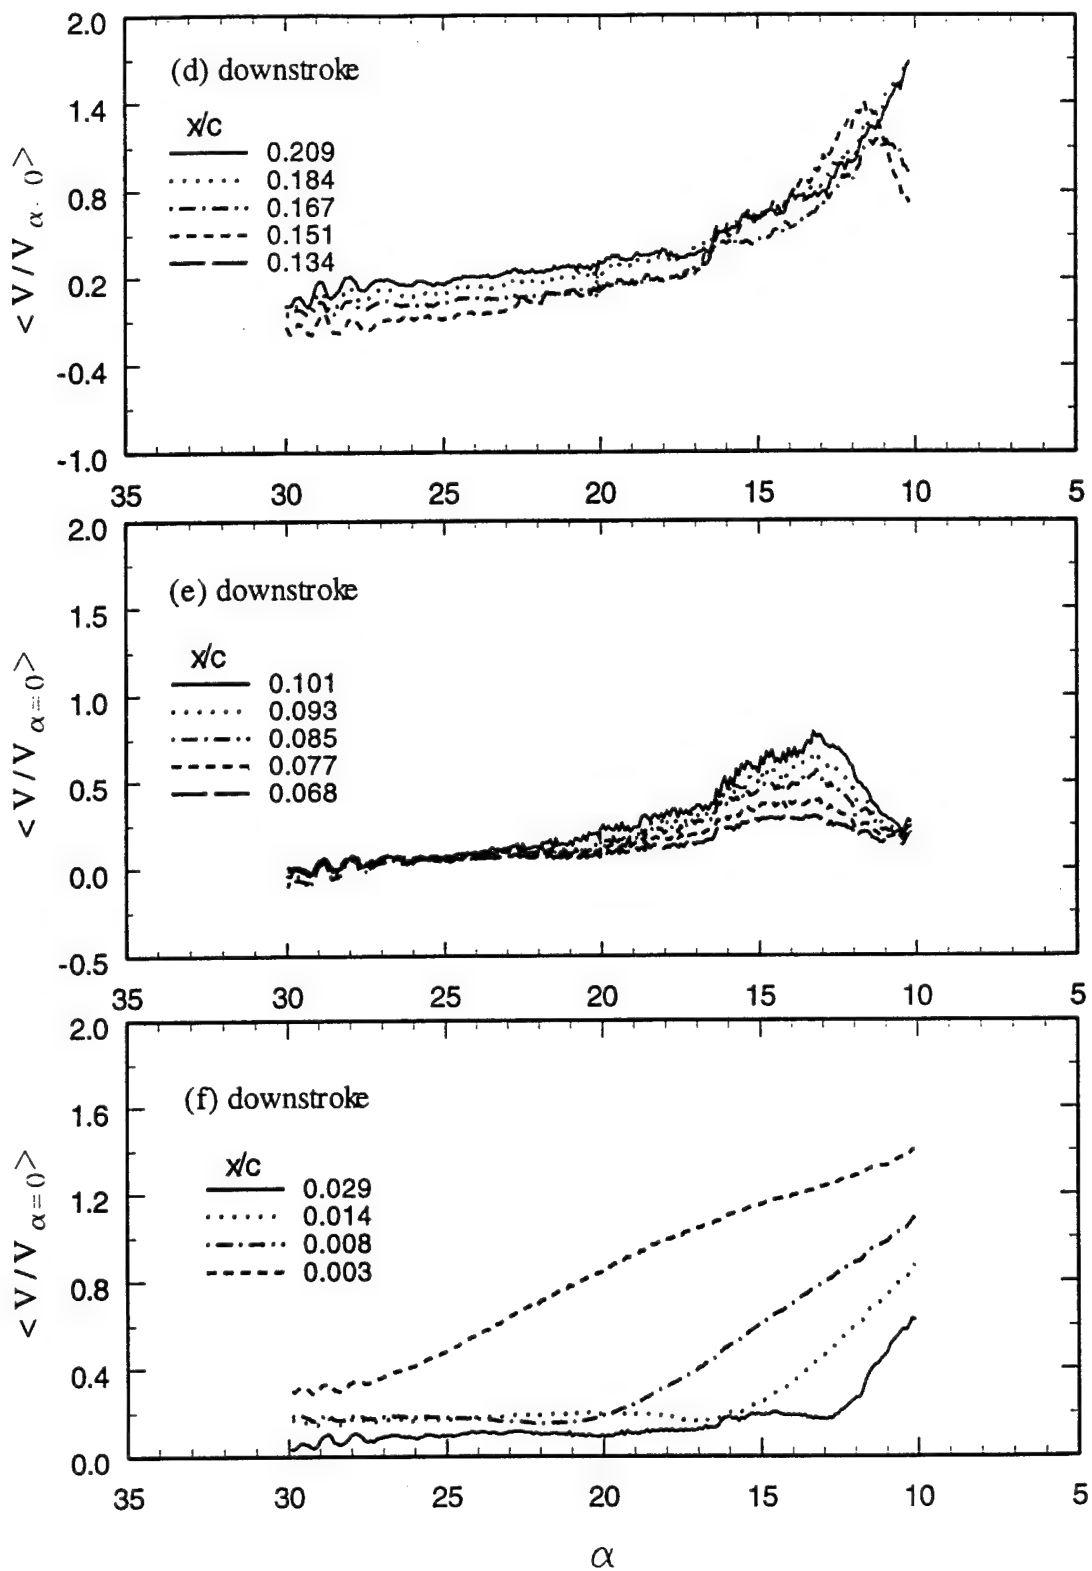 2.0
(d) downstroke
x/c
1.4
0.209
0.184
0.8
0.167
0.151
0.2
0.134
-0.4
-1.0
< V / V α · 0 >
35 30 25 20 15 10 5
2.0
(e) downstroke
1.5
x/c
1.0
0.101
0.093
0.085
0.077
0.5
0.068
0.0
-0.5
< V / V α = 0 >
35 30 25 20 15 10 5
2.0
(f) downstroke
1.6
x/c
1.2
0.029
0.014
0.008
0.003
0.8
0.4
0.0
< V / V α = 0 >
35 30 25 20 15 10 5
α